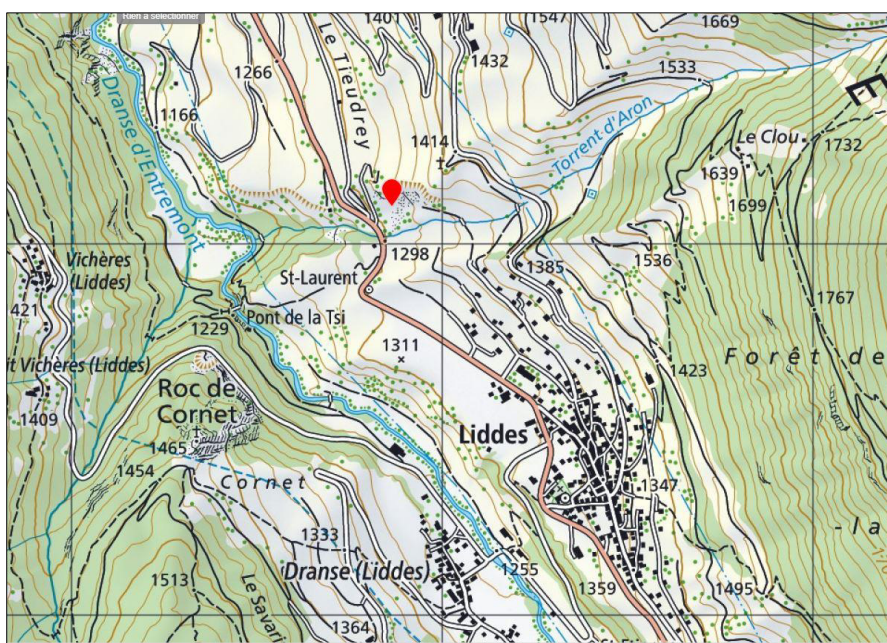 Rien à sélectionner
1401
1547
1669
Le Tieudrey
1432
1266
1533
Dranse d'Entremont
1166
1414
Torrent d'Aron
Le Clou
1732
1639
1699
1298
Vichères
(Liddes)
St-Laurent
1385
1536
421
Pont de la Tsi
1767
1229
1311
it Vichères (Liddes)
1423
Forêt de
Roc de
Cornet
1409
Liddes
1465
1454
Cornet
1347
-la
1333
Dranse (Liddes)
1255
1513
1359
1495
Le Savari
1364